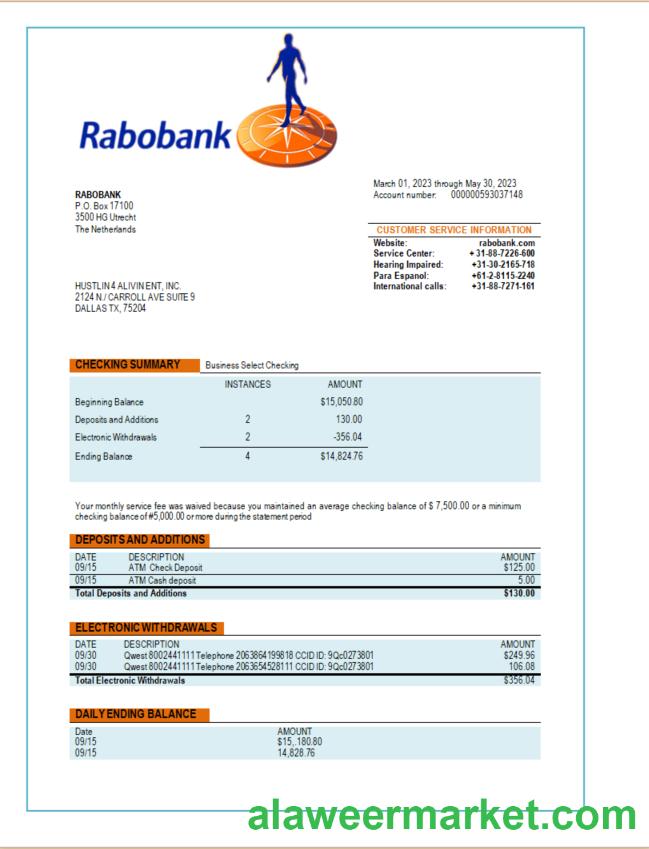 Rabobank
March 01, 2023 through May 30, 2023
Account number: 000000593037148
RABOBANK
P.O. Box 17100
3500 HG Utrecht
The Netherlands
CUSTOMER SERVICE INFORMATION
Website: rabobank.com
Service Center: +31-88-7226-600
Hearing Impaired: +31-30-2165-718
Para Espanol: +61-2-8115-2240
International calls: +31-88-7271-161
HUSTLIN 4 ALIVIN ENT, INC.
2124 N./ CARROLL AVE SUITE 9
DALLAS TX, 75204
CHECKING SUMMARY Business Select Checking
INSTANCES AMOUNT
Beginning Balance $15,050.80
Deposits and Additions 2 130.00
Electronic Withdrawals 2 -356.04
Ending Balance 4 $14,824.76
Your monthly service fee was waived because you maintained an average checking balance of $ 7,500.00 or a minimum
checking balance of #5,000.00 or more during the statement period
DEPOSITS AND ADDITIONS
DATE DESCRIPTION AMOUNT
09/15 ATM Check Deposit $125.00
09/15 ATM Cash deposit 5.00
Total Deposits and Additions $130.00
ELECTRONIC WITHDRAWALS
DATE DESCRIPTION AMOUNT
09/30 Qwest 8002441111 Telephone 2063864199818 CCID ID: 9Qc0273801 $249.96
09/30 Qwest 8002441111 Telephone 2063654528111 CCID ID: 9Qc0273801 106.08
Total Electronic Withdrawals $356.04
DAILY ENDING BALANCE
Date AMOUNT
09/15 $15,.180.80
09/15 14,828.76
alaweermarket.com